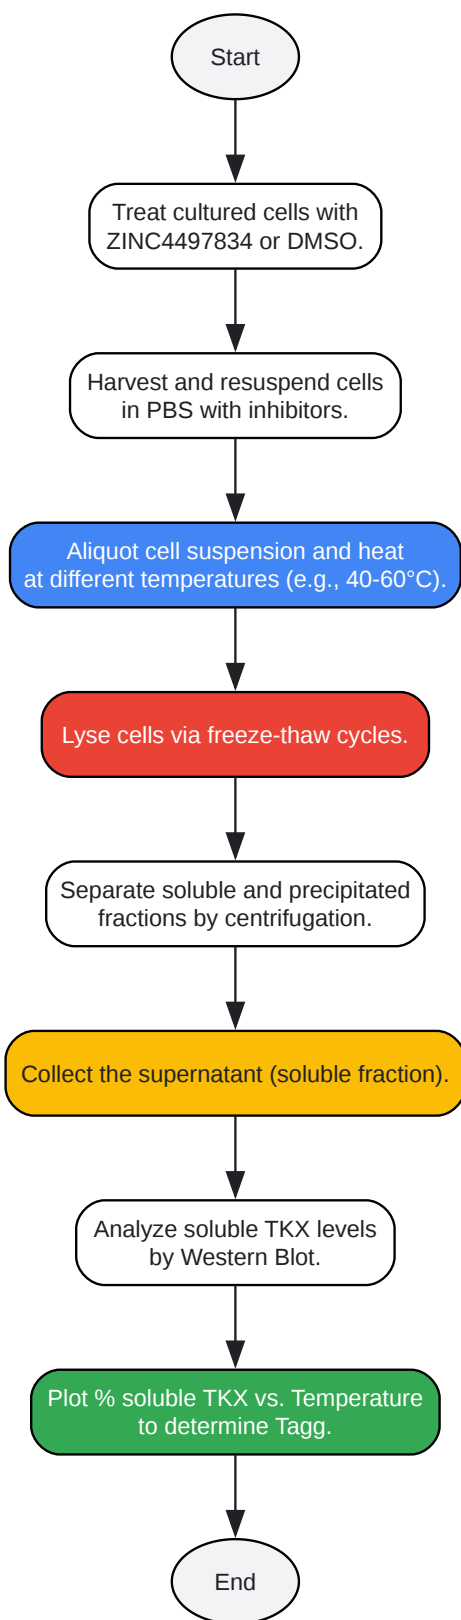 Start
Treat cultured cells with
ZINC4497834 or DMSO.
Harvest and resuspend cells
in PBS with inhibitors.
Aliquot cell suspension and heat
at different temperatures (e.g., 40-60°C).
Lyse cells via freeze-thaw cycles.
Separate soluble and precipitated
fractions by centrifugation.
Collect the supernatant (soluble fraction).
Analyze soluble TKX levels
by Western Blot.
Plot % soluble TKX vs. Temperature
to determine Tagg.
End